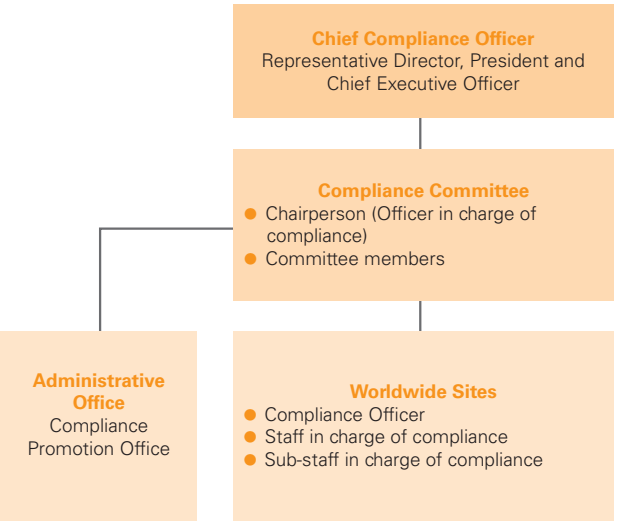 Chief Compliance Officer
Representative Director, President and
Chief Executive Officer
Compliance Committee
● Chairperson (Officer in charge of
compliance)
● Committee members
Administrative
Office
Compliance
Promotion Office
Worldwide Sites
● Compliance Officer
● Staff in charge of compliance
● Sub-staff in charge of compliance